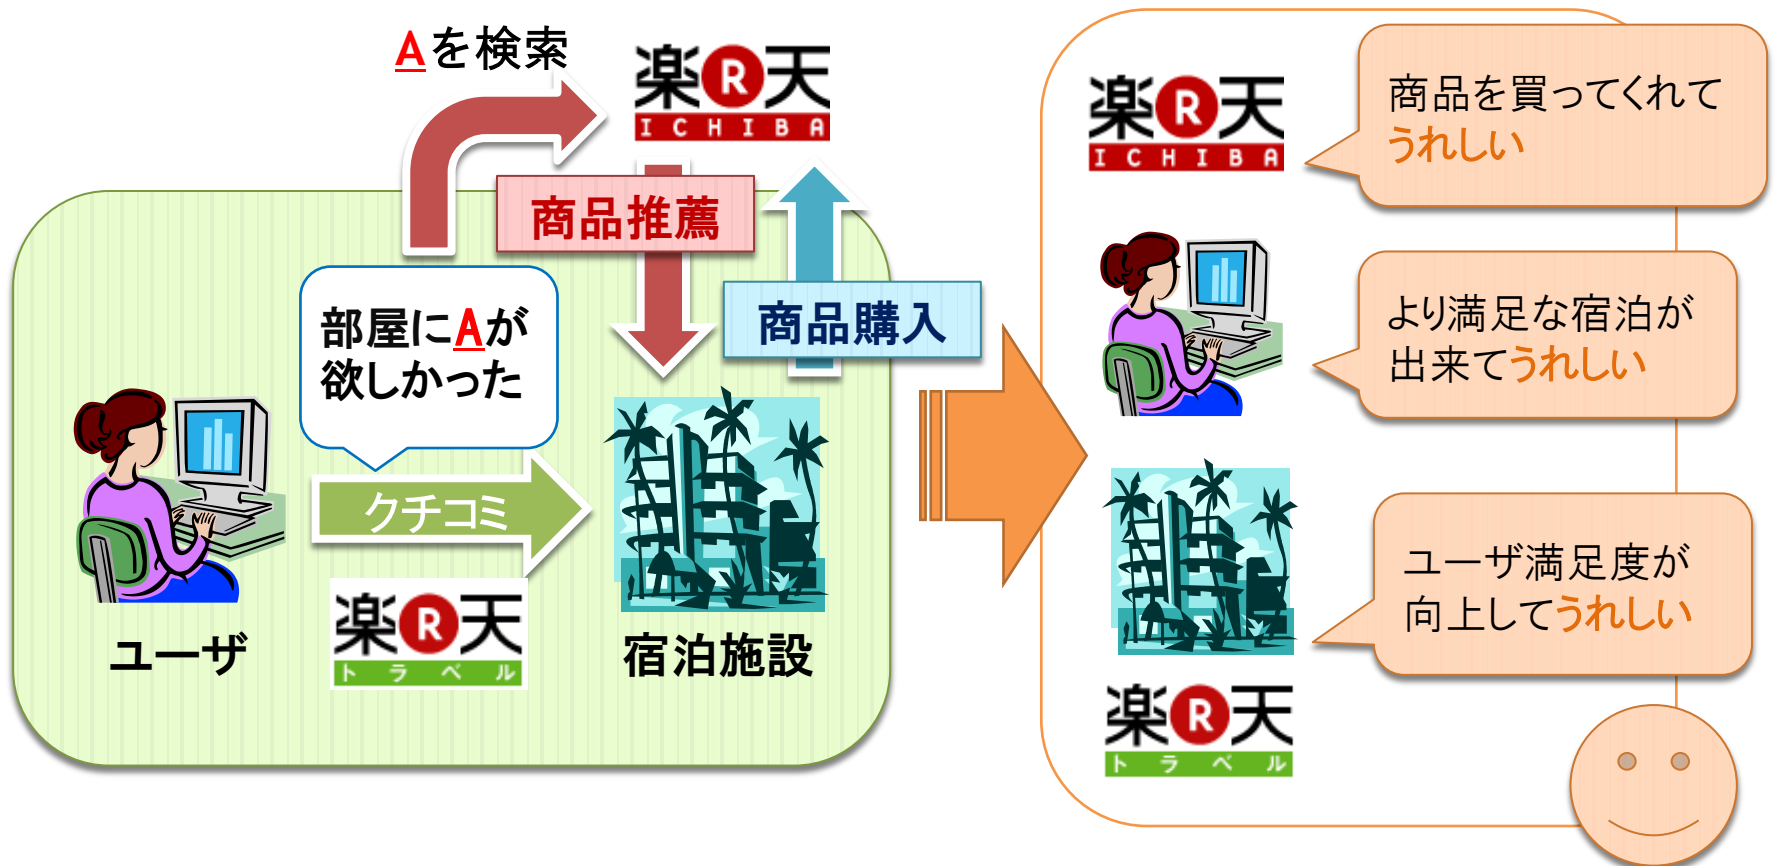 Aを検索
楽R天
ICHIBA
商品推薦
商品購入
部屋にAが
欲しかった
クチコミ
楽R天
トラベル
ユーザ
宿泊施設
楽R天
ICHIBA
商品を買ってくれて
うれしい
より満足な宿泊が
出来てうれしい
ユーザ満足度が
向上してうれしい
楽R天
トラベル